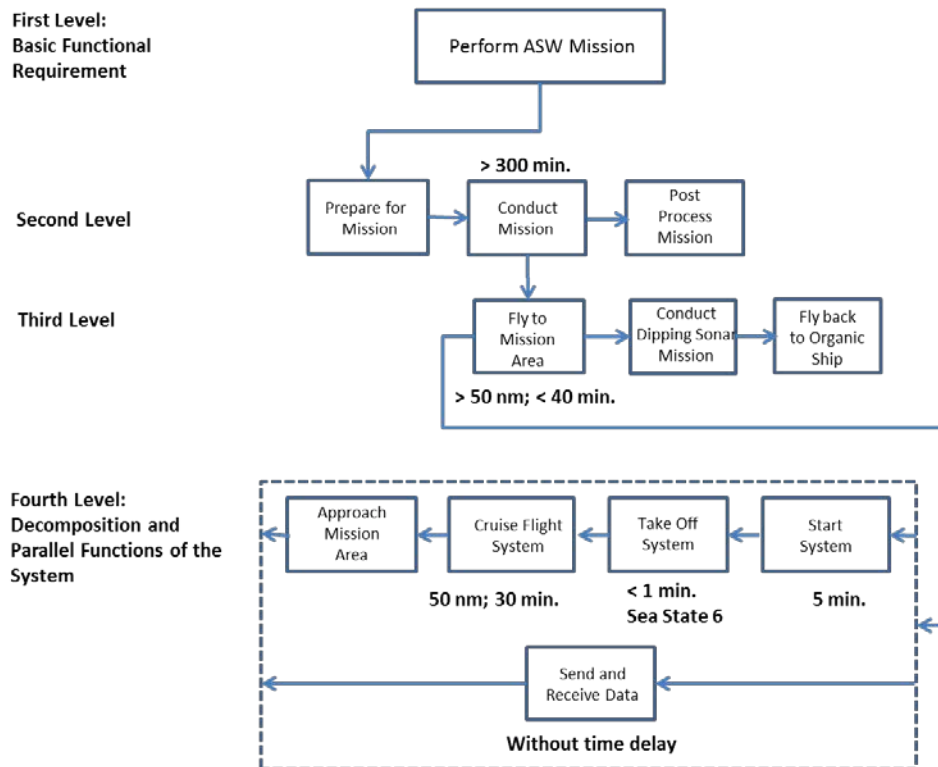 First Level:
Basic Functional
Requirement
Perform ASW Mission
> 300 min.
Second Level
Prepare for
Mission
Conduct
Mission
Post
Process
Mission
Third Level
Fly to
Mission
Area
Conduct
Dipping Sonar
Mission
Fly back
to Organic
Ship
> 50 nm; < 40 min.
Fourth Level:
Decomposition and
Parallel Functions of the
System
Approach
Mission
Area
Cruise Flight
System
Take Off
System
Start
System
50 nm; 30 min.
< 1 min.
Sea State 6
5 min.
Send and
Receive Data
Without time delay